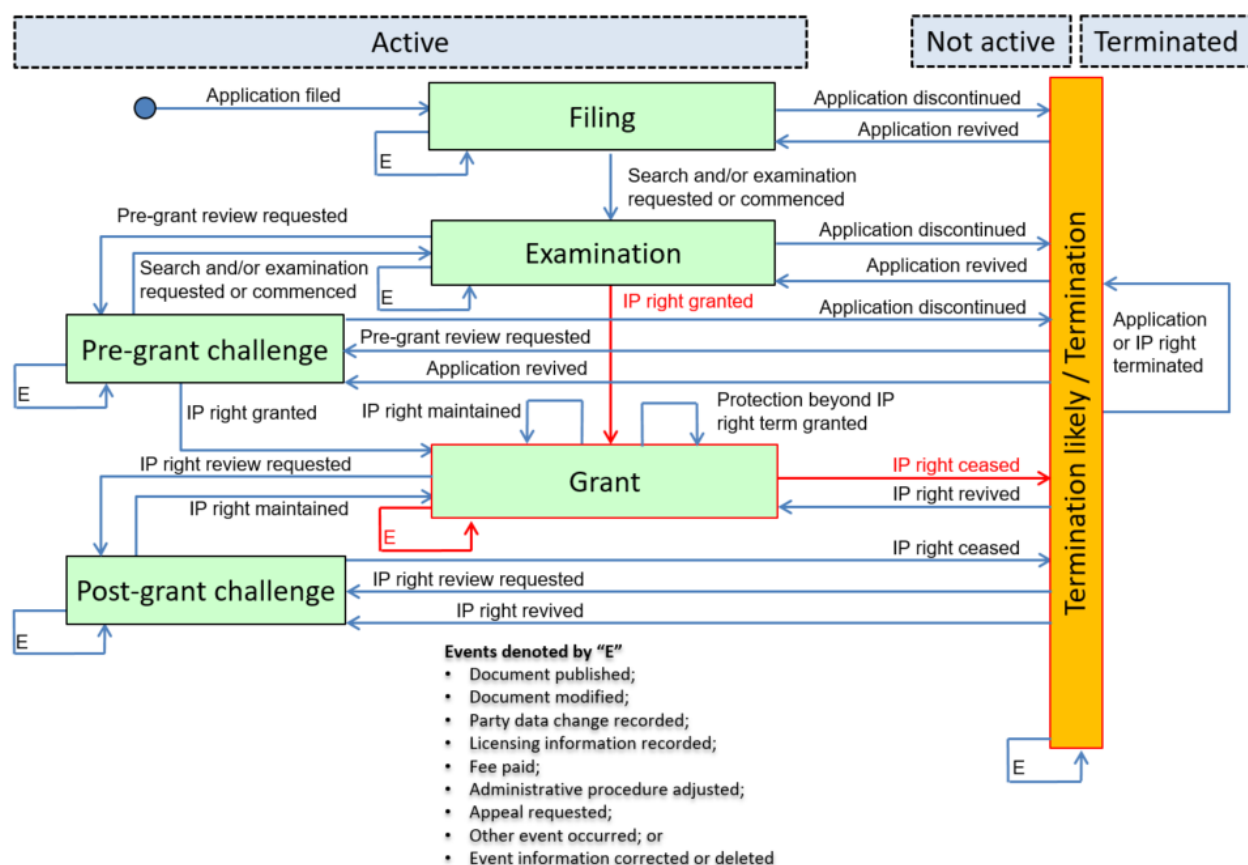 Active
Not active
Terminated
Application filed
Filing
Application discontinued
Application revived
E
Search and/or examination
requested or commenced
Pre-grant review requested
Examination
Application discontinued
Search and/or examination
requested or commenced
Application revived
E
IP right granted
Application discontinued
Pre-grant challenge
Pre-grant review requested
Application revived
E
Application
or IP right
terminated
Termination likely / Termination
IP right granted
IP right maintained
Protection beyond IP
right term granted
IP right review requested
Grant
IP right ceased
IP right maintained
IP right revived
E
IP right ceased
Post-grant challenge
IP right review requested
IP right revived
E
Events denoted by “E”
• Document published;
• Document modified;
• Party data change recorded;
• Licensing information recorded;
• Fee paid;
• Administrative procedure adjusted;
• Appeal requested;
• Other event occurred; or
• Event information corrected or deleted
E